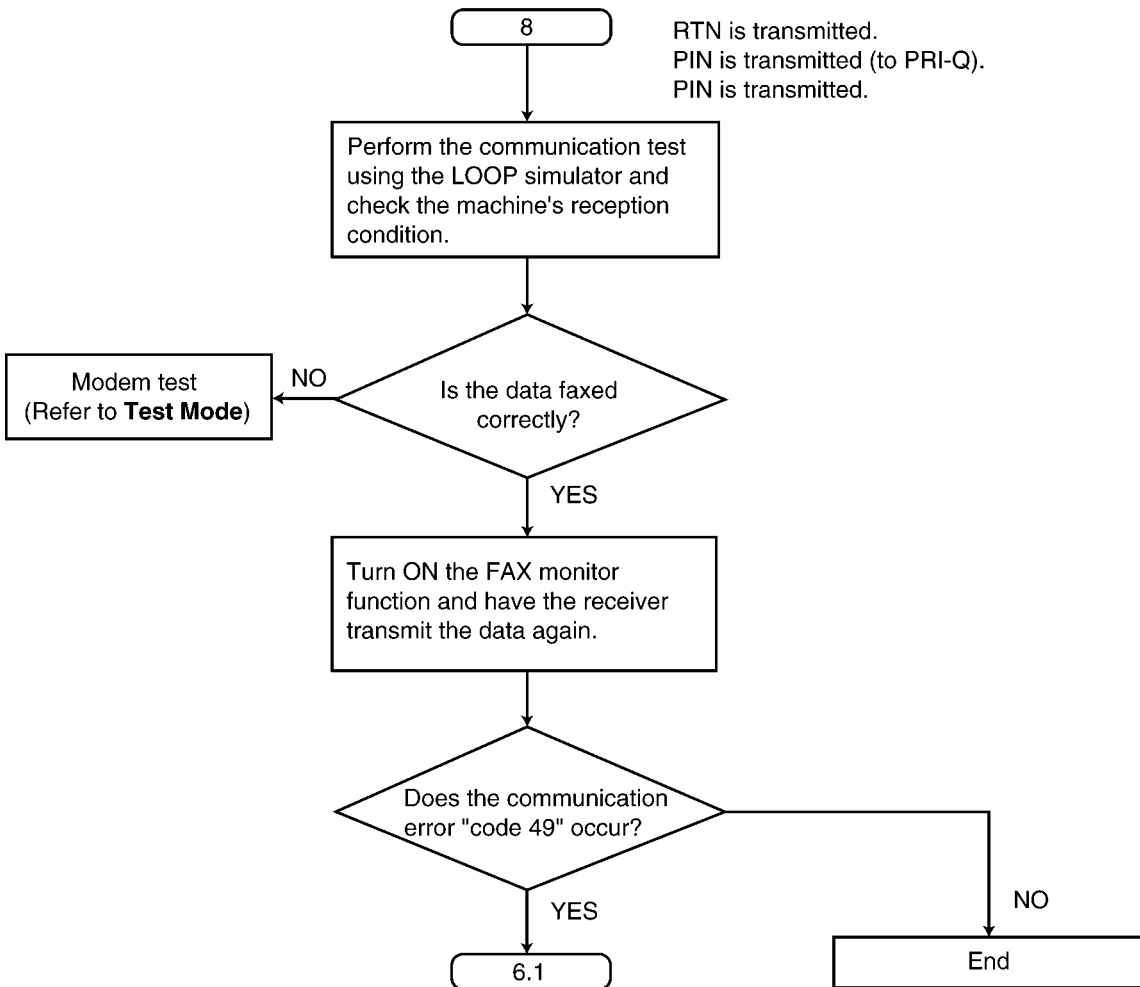 8
RTN is transmitted.
PIN is transmitted (to PRI-Q).
PIN is transmitted.
Perform the communication test
using the LOOP simulator and
check the machine's reception
condition.
Modem test
(Refer to Test Mode)
NO
Is the data faxed
correctly?
YES
Turn ON the FAX monitor
function and have the receiver
transmit the data again.
Does the communication
error "code 49" occur?
YES
NO
6.1
End